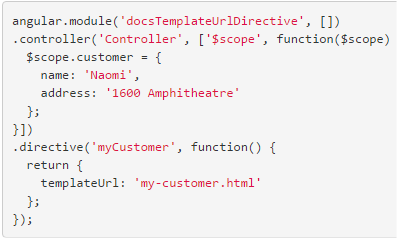 angular.module('docsTemplateUrlDirective', [])
.controller('Controller', ['$scope', function($scope)
  $scope.customer = {
    name: 'Naomi',
    address: '1600 Amphitheatre'
  };
}])
.directive('myCustomer', function() {
  return {
    templateUrl: 'my-customer.html'
  };
});